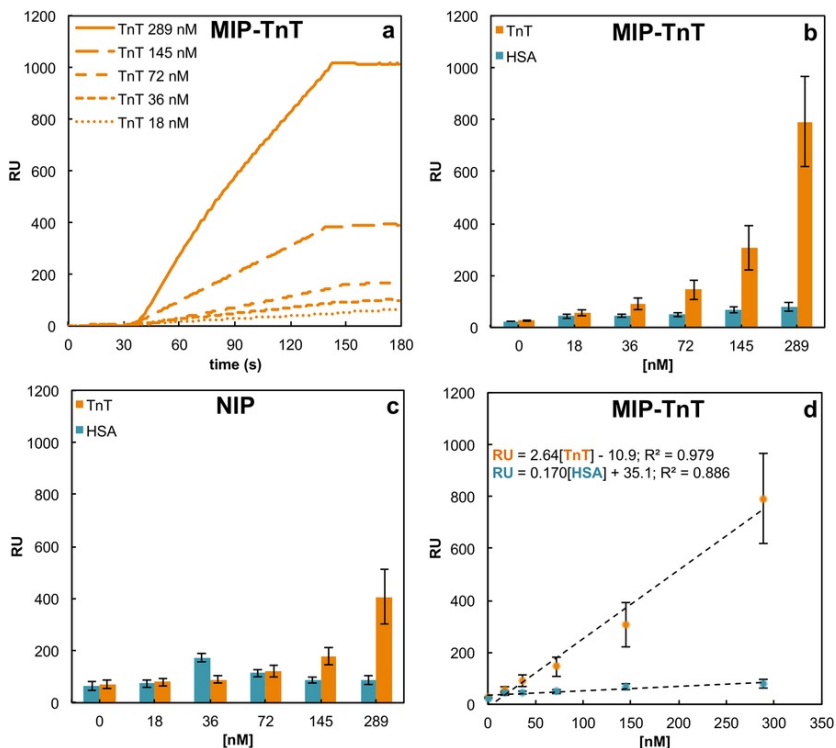 MIP-TnT
a
TnT 289 nM
TnT 145 nM
TnT 72 nM
TnT 36 nM
TnT 18 nM
1200
1000
800
600
400
200
0
RU
0 30 60 90 120 150 180
time (s)
MIP-TnT
b
TnT
HSA
1200
1000
800
600
400
200
0
RU
0 18 36 72 145 289
[nM]
NIP
c
TnT
HSA
1200
1000
800
600
400
200
0
RU
0 18 36 72 145 289
[nM]
MIP-TnT
d
RU = 2.64[TnT] - 10.9; R² = 0.979
RU = 0.170[HSA] + 35.1; R² = 0.886
1200
1000
800
600
400
200
0
RU
0 50 100 150 200 250 300 350
[nM]